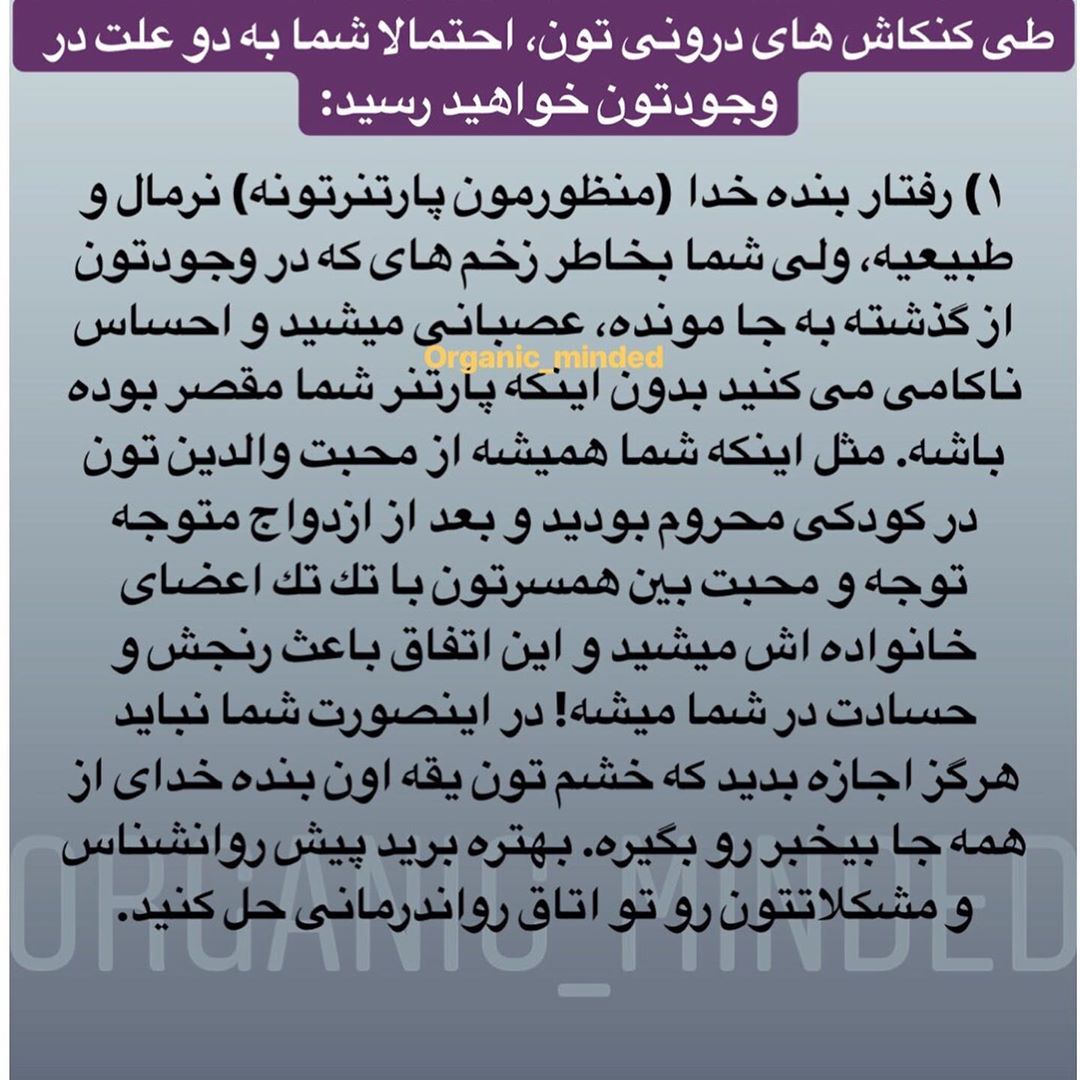 طی کنکاش های درونی تون، احتمالا شما به دو علت در
وجودتون خواهید رسید:
۱) رفتار بنده خدا (منظورمون پارتنرتونه) نرمال و
طبیعیه، ولی شما بخاطر زخم های که در وجودتون
از گذشته به جا مونده، عصبانی میشید و احساس
Organic_minded
ناکامی می کنید بدون اینکه پارتنر شما مقصر بوده
باشه. مثل اینکه شما همیشه از محبت والدین تون
در کودکی محروم بودید و بعد از ازدواج متوجه
توجه و محبت بین همسرتون با تك تك اعضای
خانواده اش میشید و این اتفاق باعث رنجش و
حسادت در شما میشه! در اینصورت شما نباید
هرگز اجازه بدید که خشم تون یقه اون بنده خدای از
همه جا بیخبر رو بگیره. بهتره برید پیش روانشناس
و مشکلاتتون رو تو اتاق رواندرمانی حل کنید.
ORGANIC_MINDED